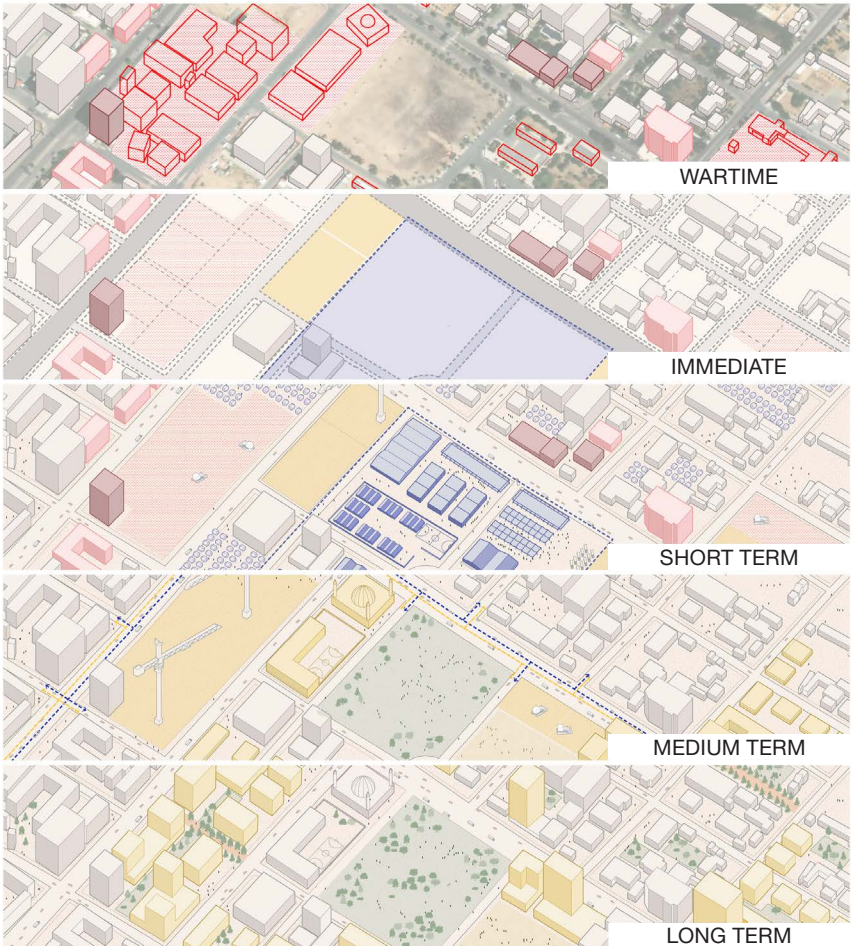 WARTIME
IMMEDIATE
SHORT TERM
MEDIUM TERM
LONG TERM